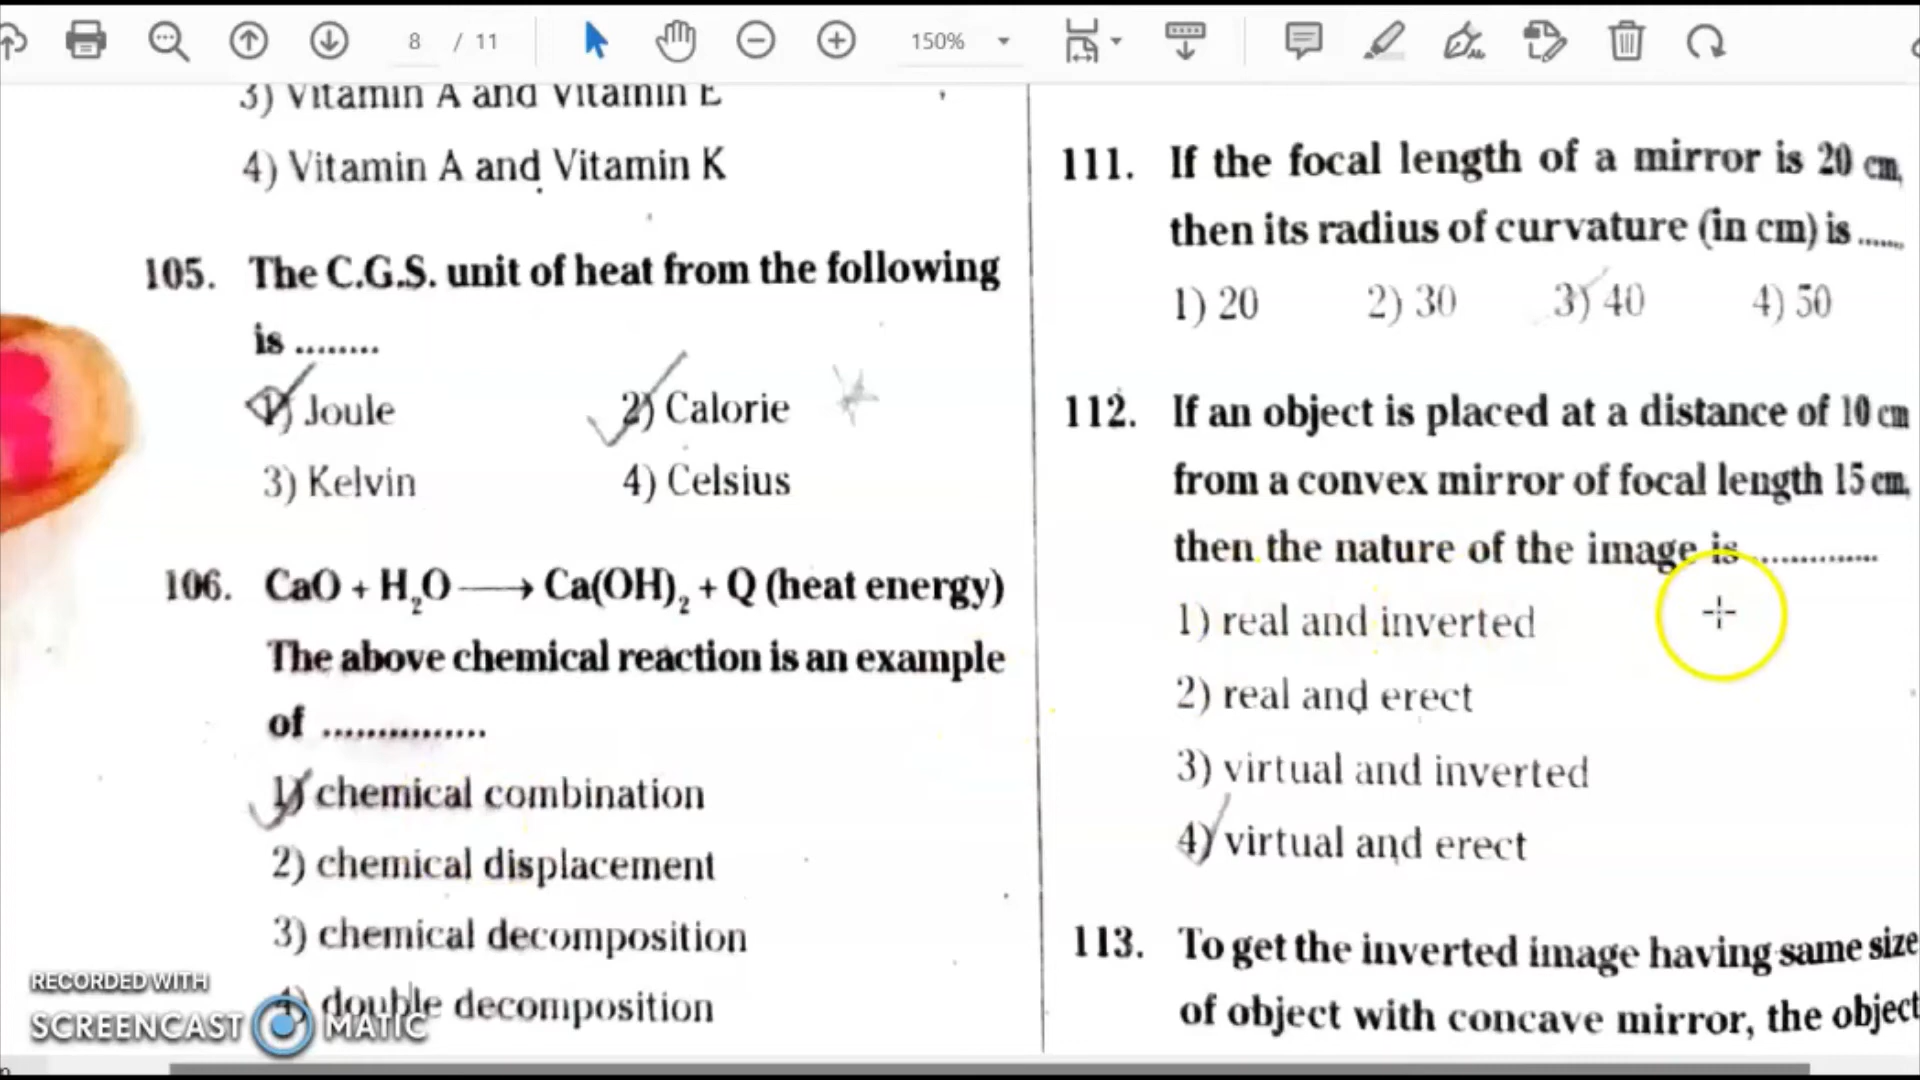 8 / 11
150%
3) Vitamin A and Vitamin E
4) Vitamin A and Vitamin K
105. The C.G.S. unit of heat from the following
is ........
1) Joule 2) Calorie
3) Kelvin 4) Celsius
106. CaO + H₂O ⟶ Ca(OH)₂ + Q (heat energy)
The above chemical reaction is an example
of ...............
1) chemical combination
2) chemical displacement
3) chemical decomposition
4) double decomposition
111. If the focal length of a mirror is 20 cm,
then its radius of curvature (in cm) is ......
1) 20 2) 30 3) 40 4) 50
112. If an object is placed at a distance of 10 cm
from a convex mirror of focal length 15 cm,
then the nature of the image is ..............
1) real and inverted
2) real and erect
3) virtual and inverted
4) virtual and erect
113. To get the inverted image having same size
of object with concave mirror, the object
RECORDED WITH
SCREENCAST MATIC